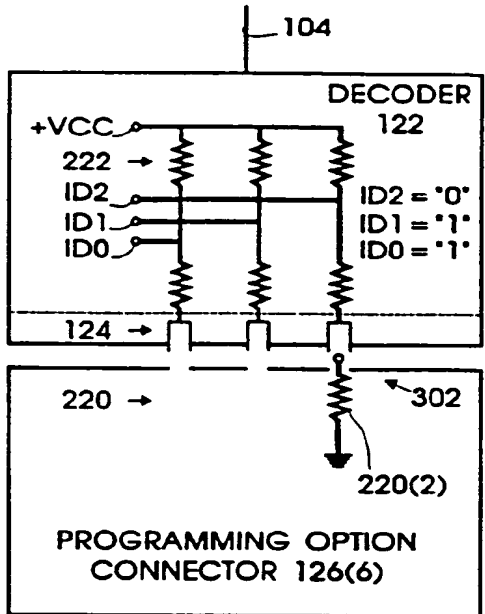 104
DECODER
122
+VCC
222 →
ID2
ID1
ID0
ID2 = "0"
ID1 = "1"
ID0 = "1"
124 →
220 →
302
220(2)
PROGRAMMING OPTION
CONNECTOR 126(6)